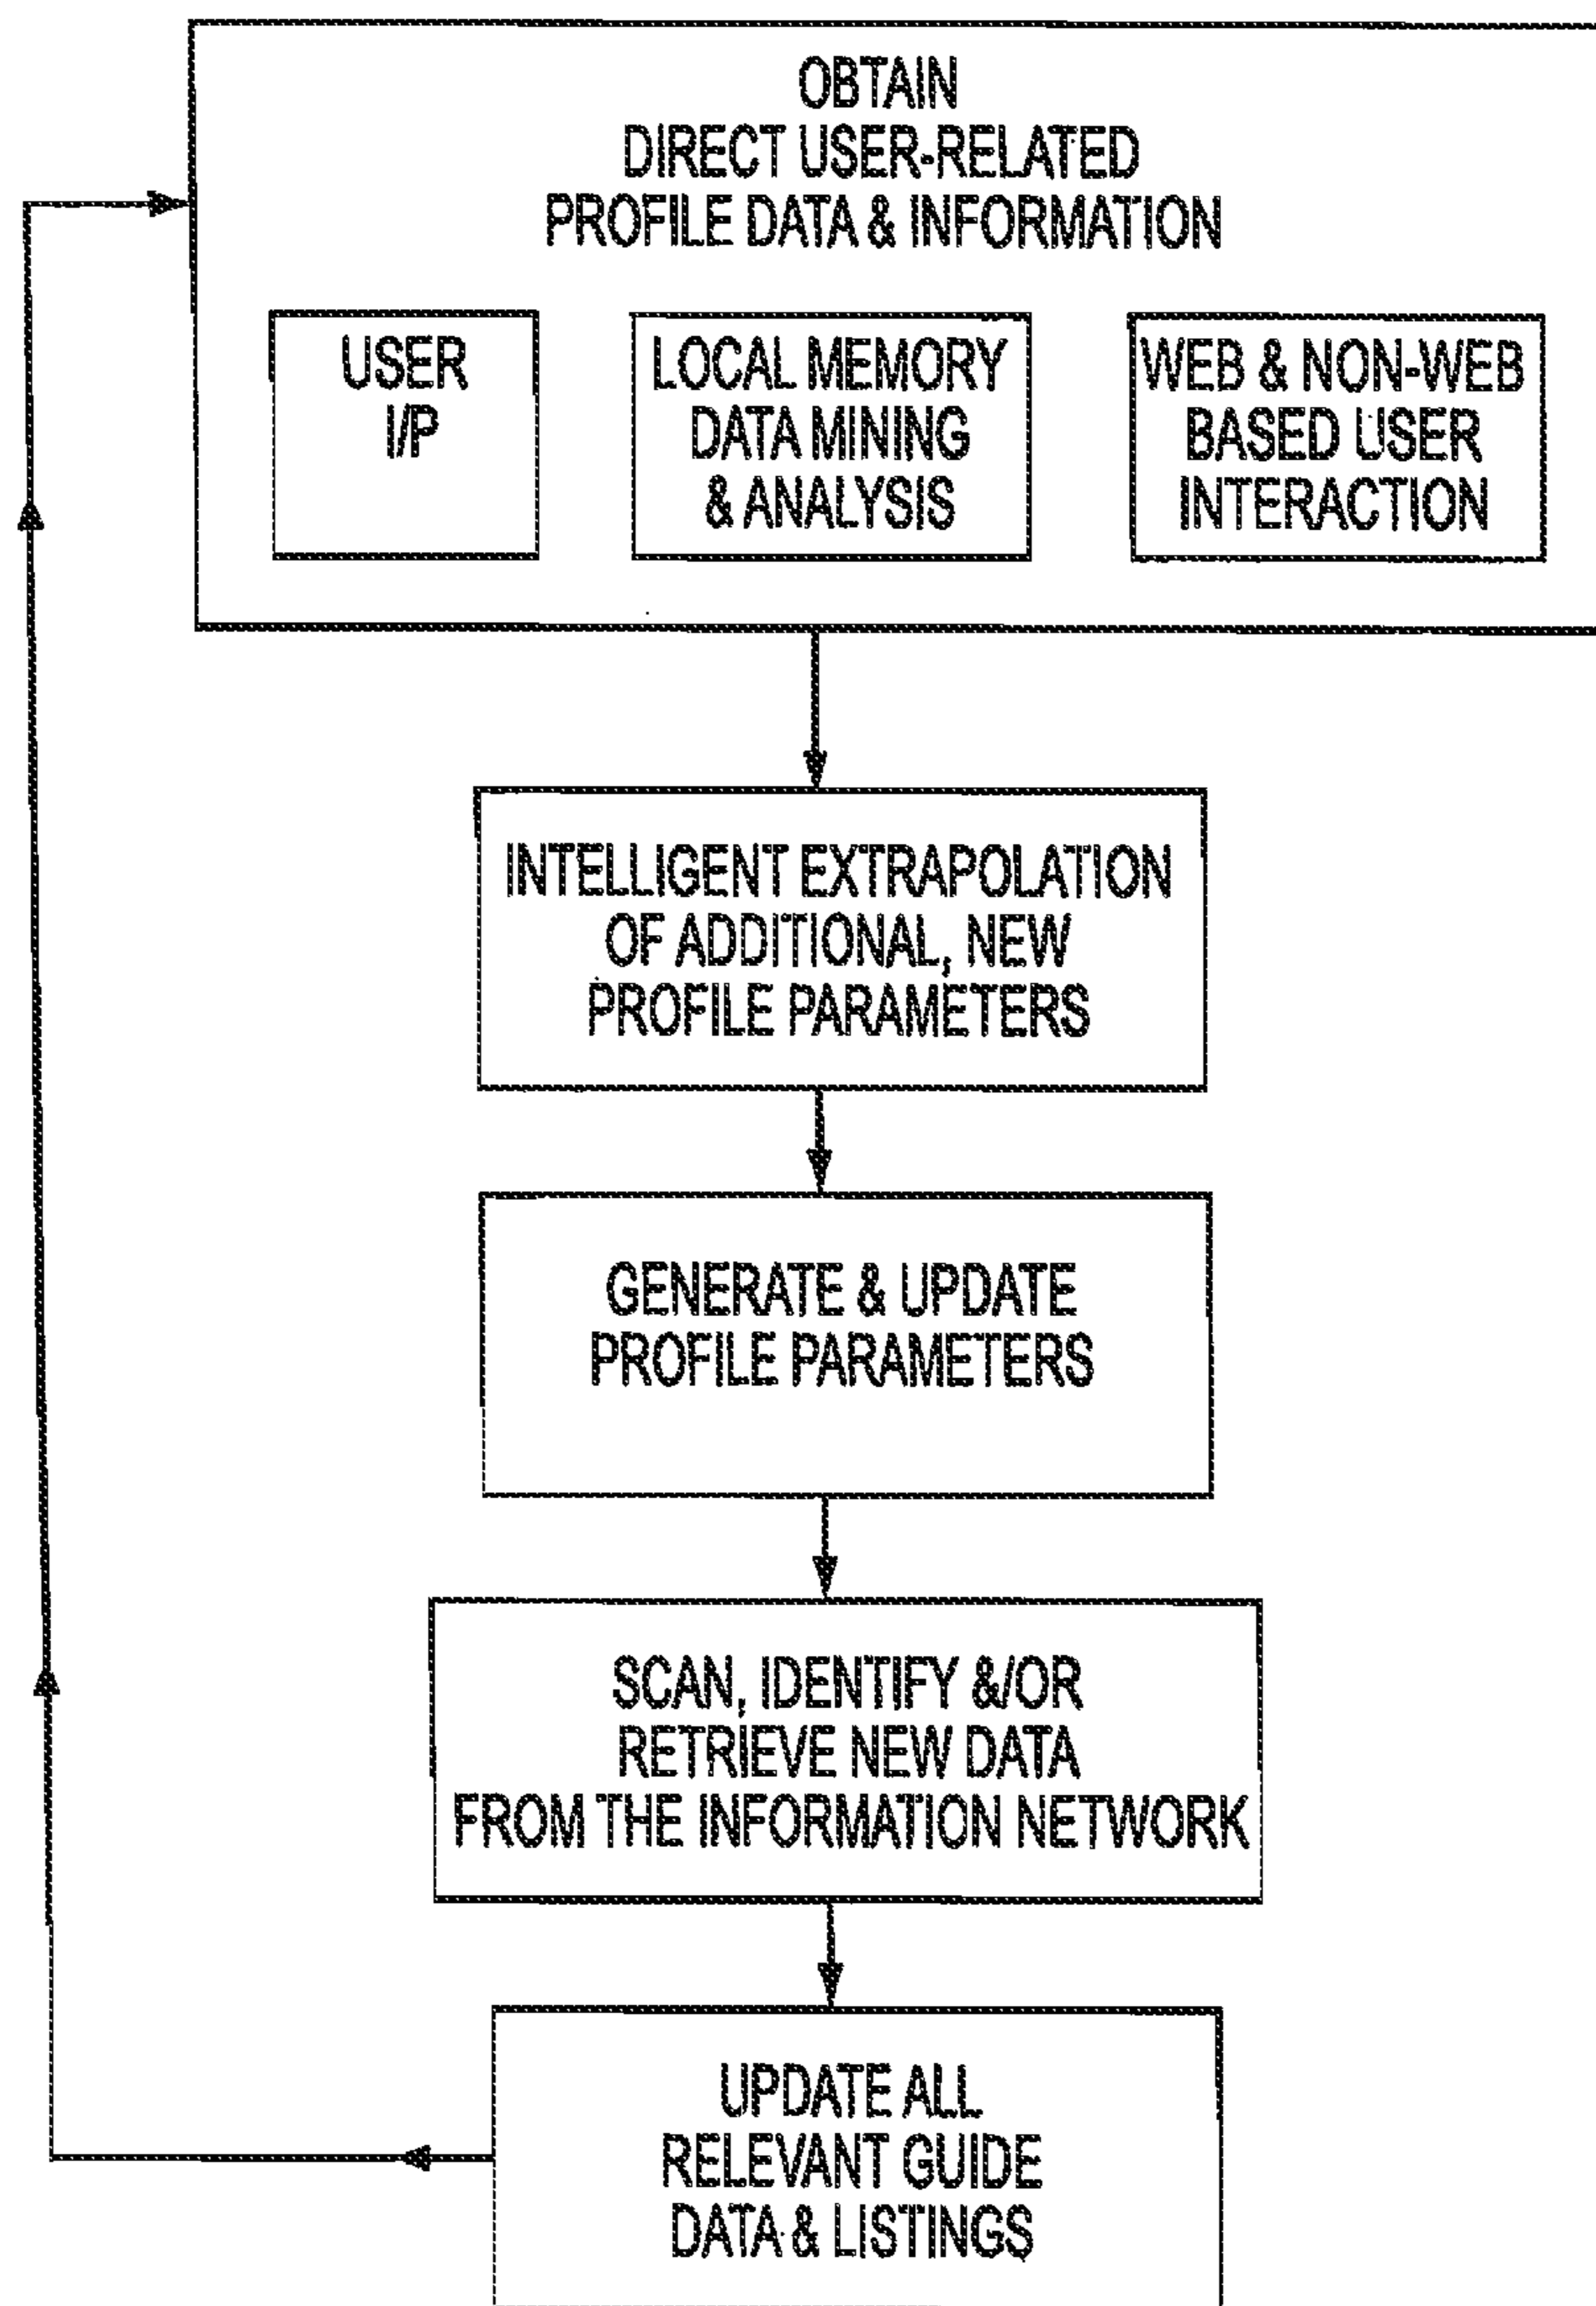 OBTAIN
DIRECT USER-RELATED
PROFILE DATA & INFORMATION
USER
I/P
LOCAL MEMORY
DATA MINING
& ANALYSIS
WEB & NON-WEB
BASED USER
INTERACTION
INTELLIGENT EXTRAPOLATION
OF ADDITIONAL, NEW
PROFILE PARAMETERS
GENERATE & UPDATE
PROFILE PARAMETERS
SCAN, IDENTIFY &/OR
RETRIEVE NEW DATA
FROM THE INFORMATION NETWORK
UPDATE ALL
RELEVANT GUIDE
DATA & LISTINGS